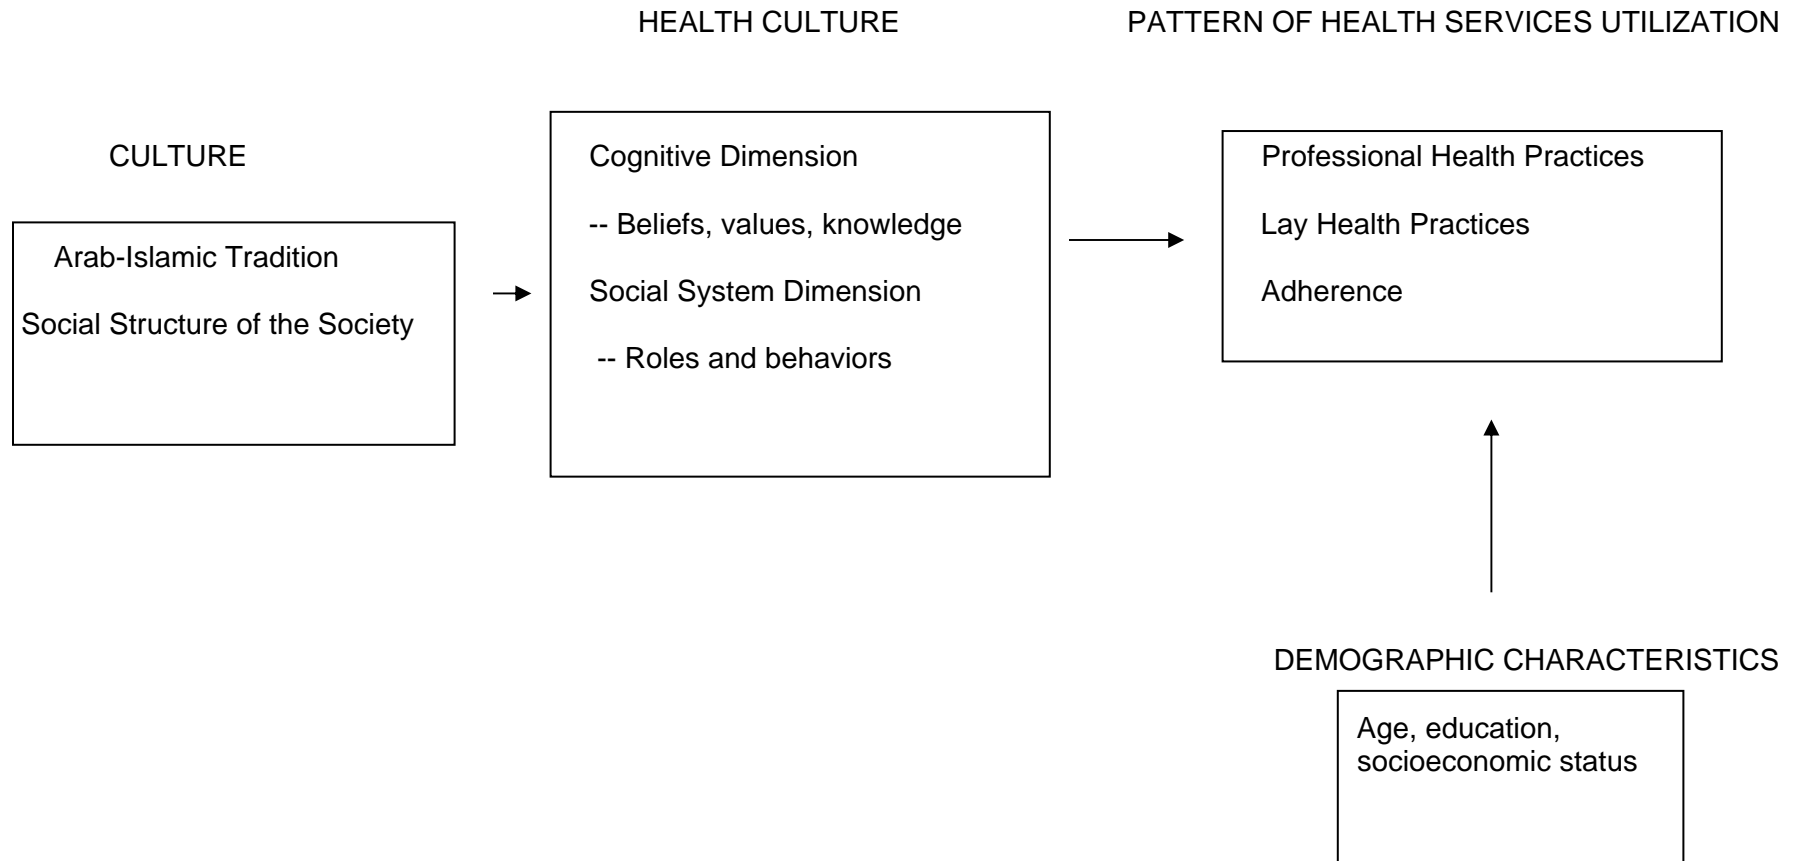 HEALTH CULTURE
PATTERN OF HEALTH SERVICES UTILIZATION
CULTURE
Arab-Islamic Tradition
Social Structure of the Society
Cognitive Dimension
-- Beliefs, values, knowledge
Social System Dimension
-- Roles and behaviors
Professional Health Practices
Lay Health Practices
Adherence
DEMOGRAPHIC CHARACTERISTICS
Age, education,
socioeconomic status